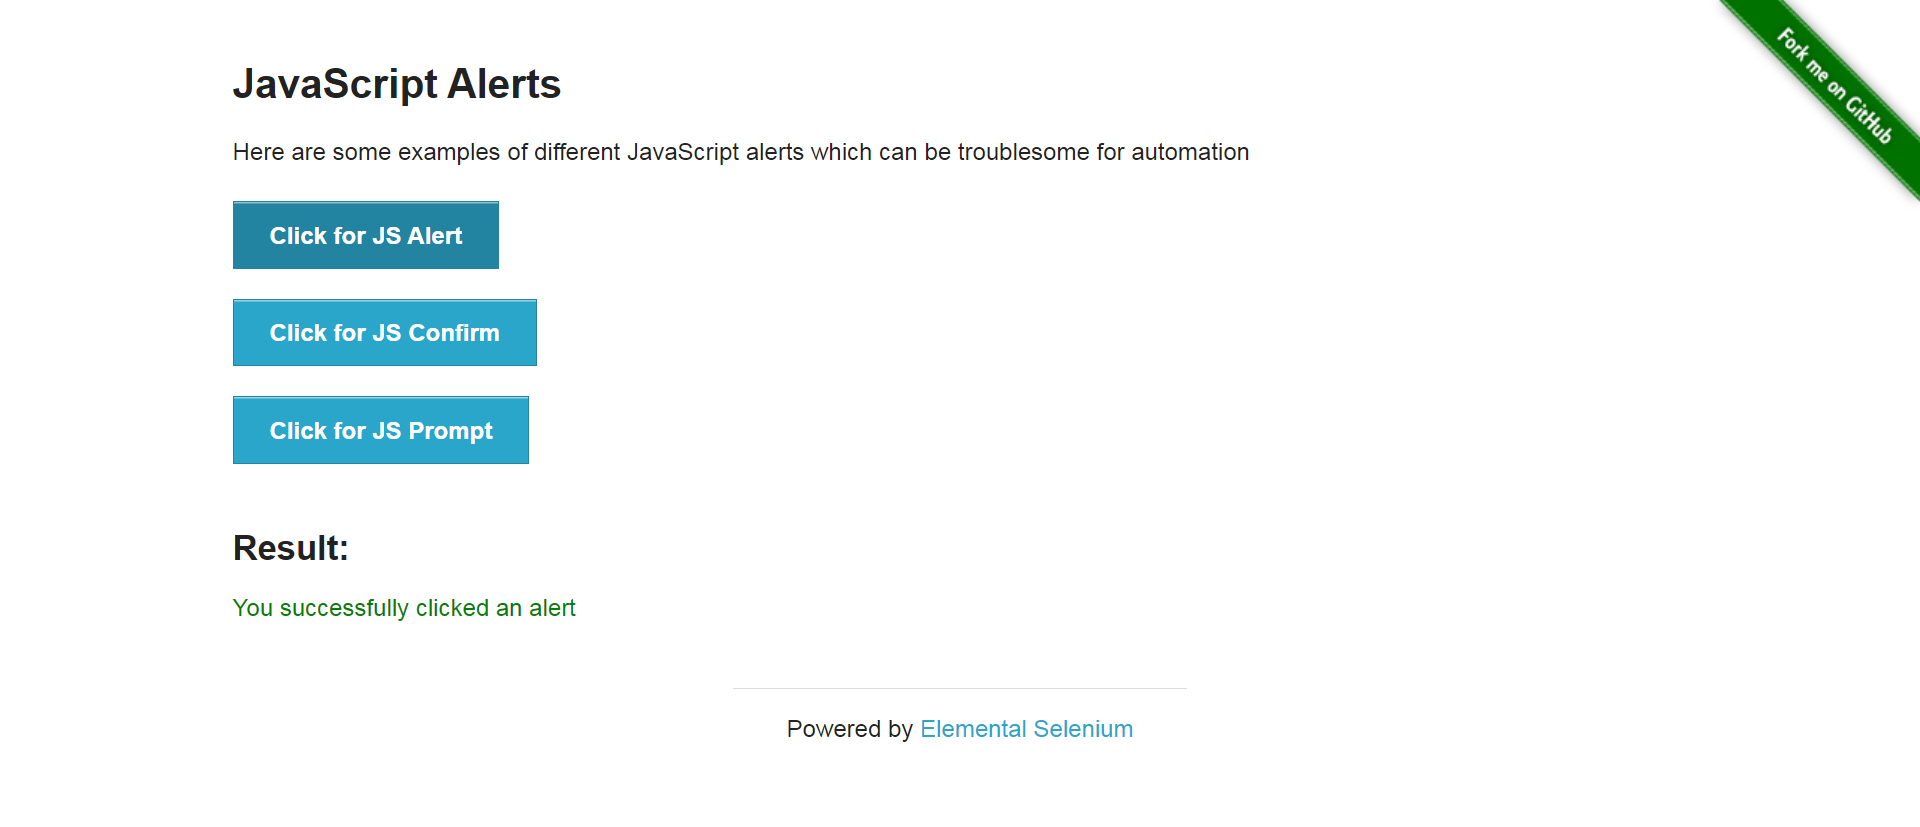 Fork me on GitHub
JavaScript Alerts
Here are some examples of different JavaScript alerts which can be troublesome for automation
Click for JS Alert
Click for JS Confirm
Click for JS Prompt
Result:
You successfully clicked an alert
Powered by Elemental Selenium